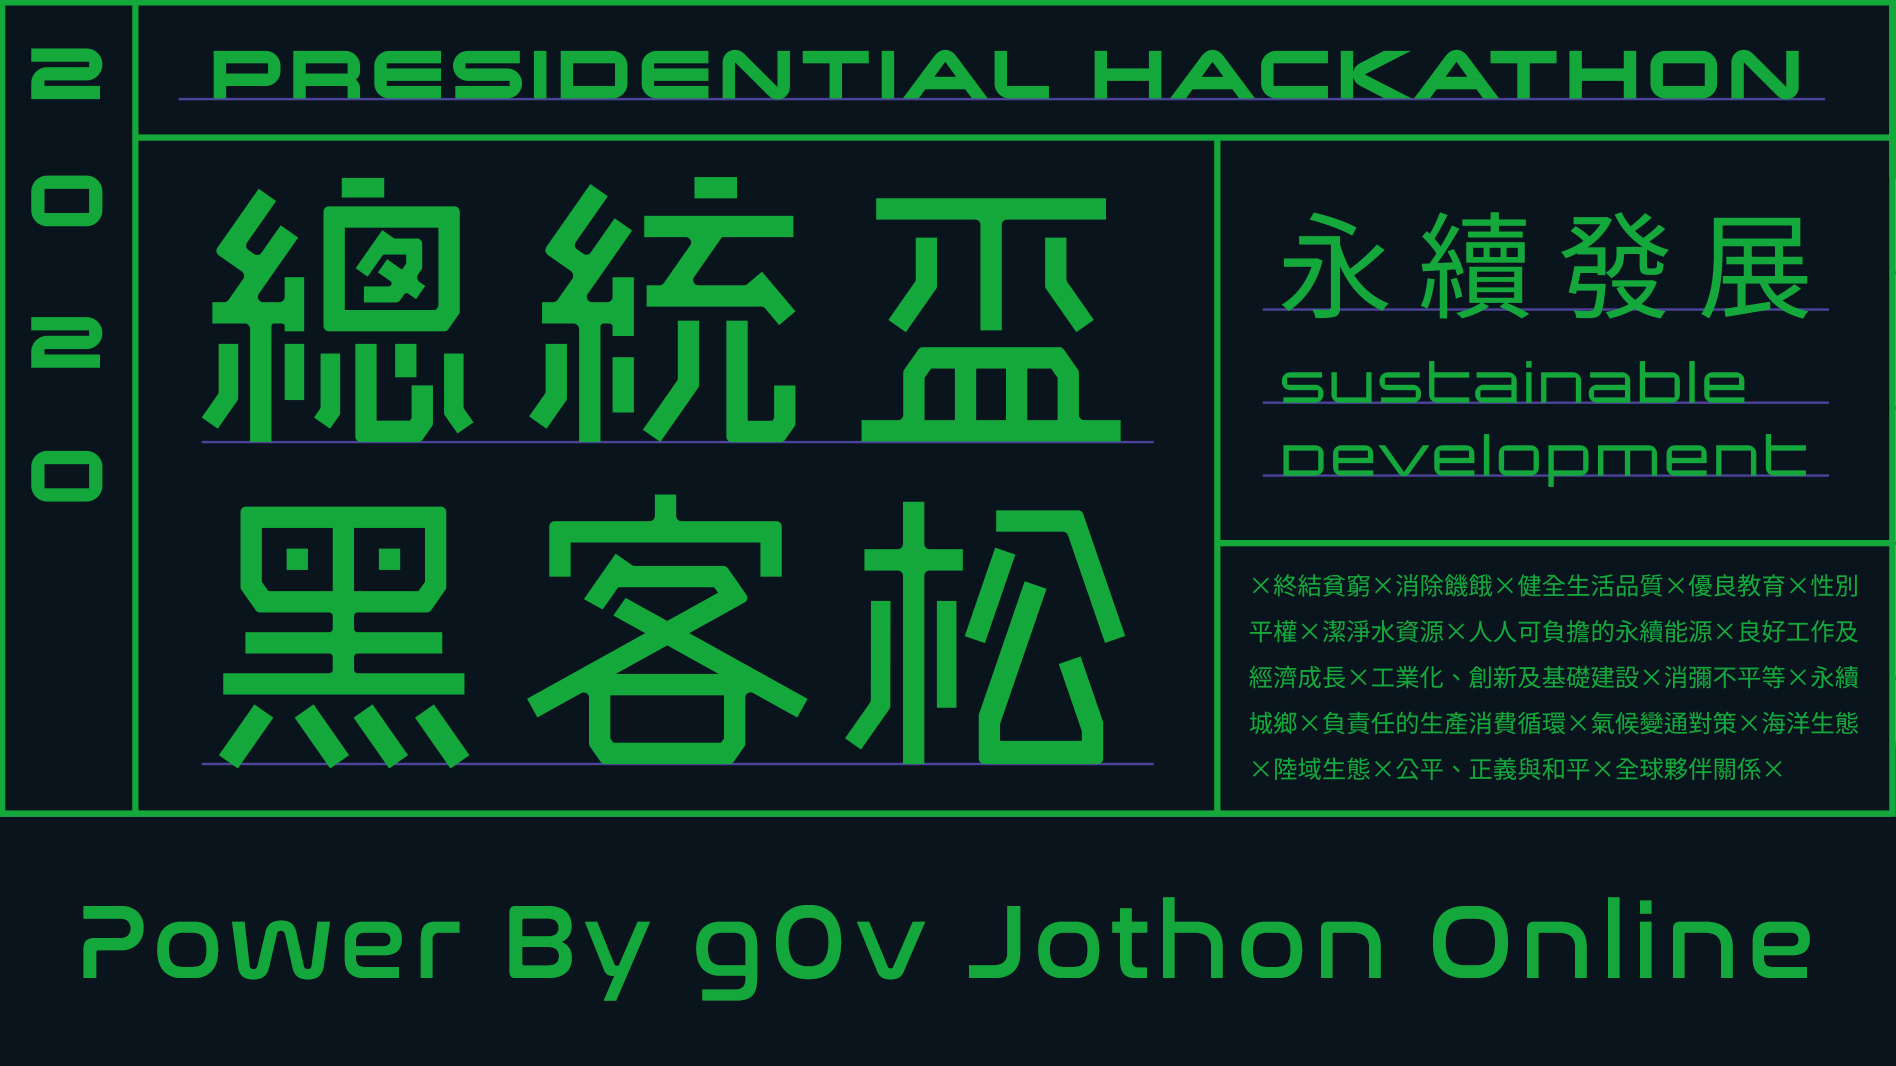 2020
PRESIDENTIAL HACKATHON
總統盃
黑客松
永續發展
sustainable
Development
×終結貧窮×消除饑餓×健全生活品質×優良教育×性別
平權×潔淨水資源×人人可負擔的永續能源×良好工作及
經濟成長×工業化、創新及基礎建設×消彌不平等×永續
城鄉×負責任的生產消費循環×氣候變通對策×海洋生態
×陸域生態×公平、正義與和平×全球夥伴關係×
Power By g0v Jothon Online